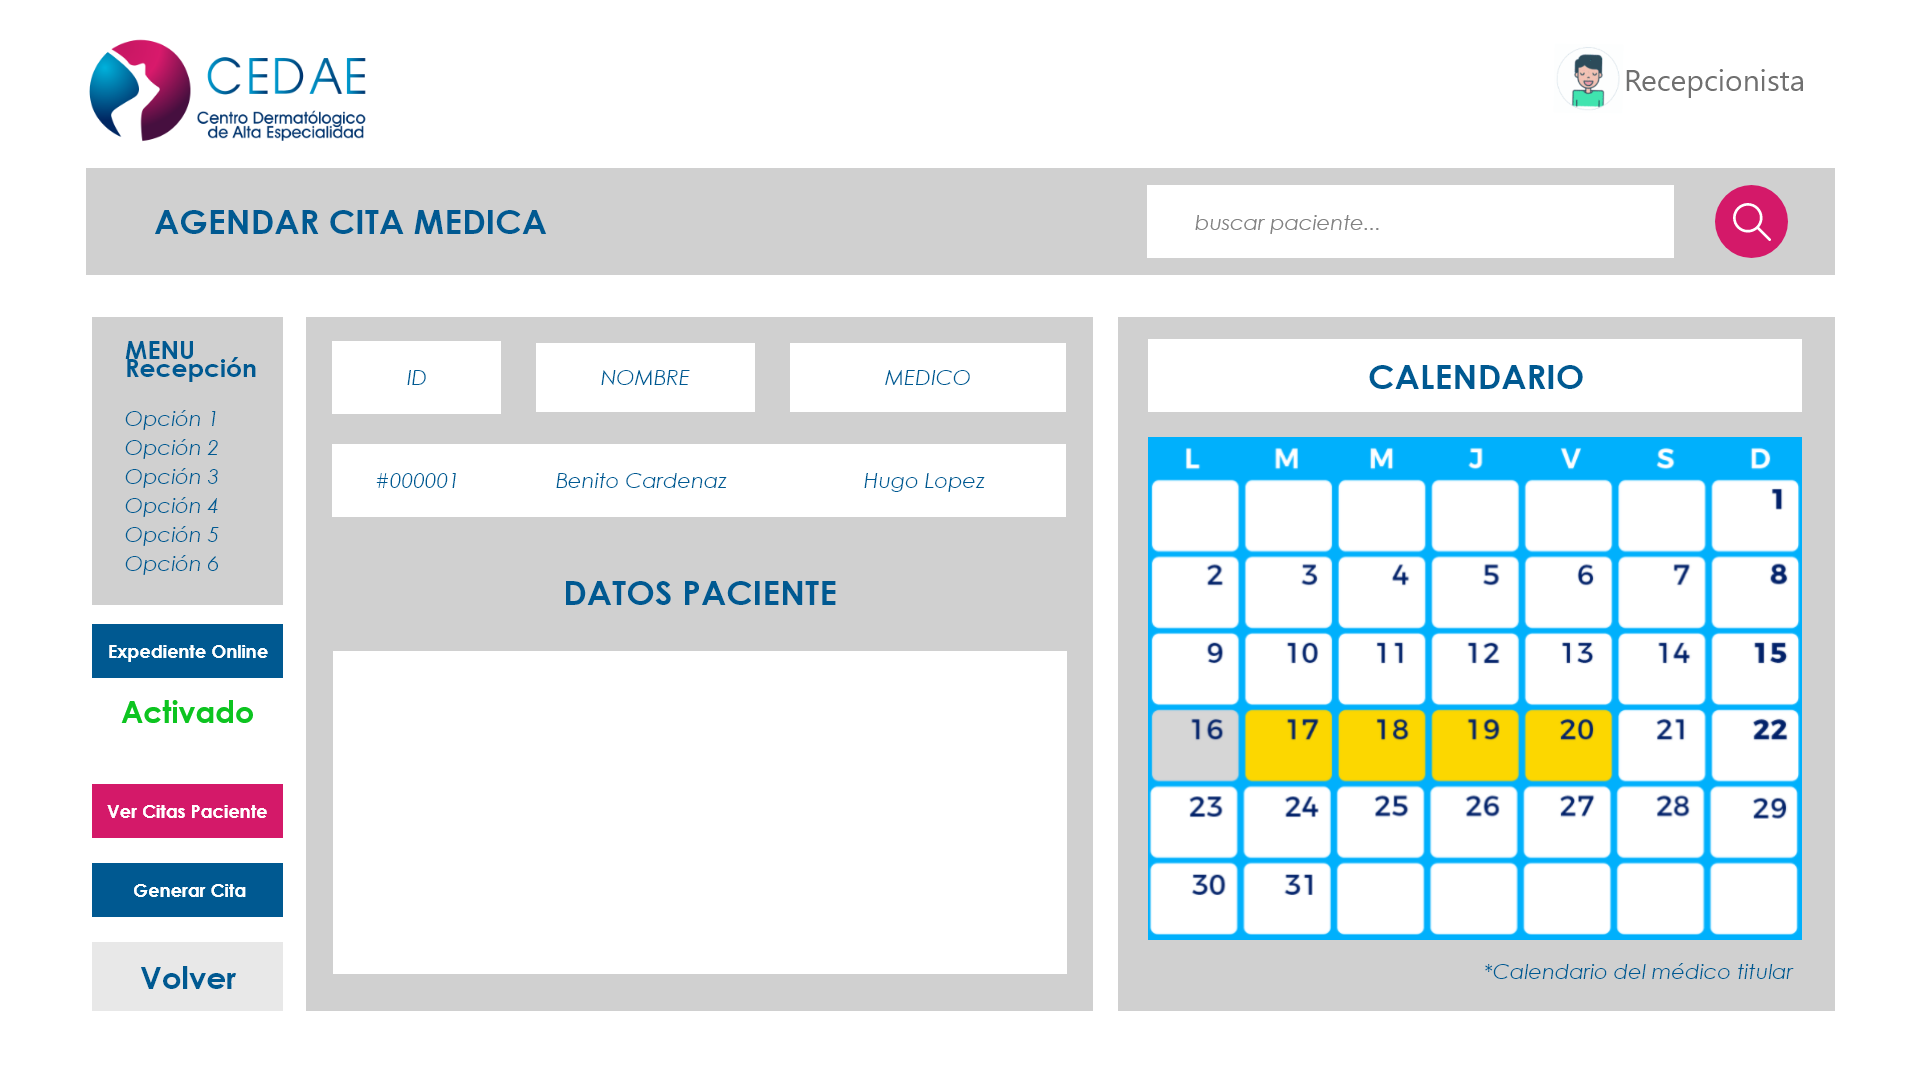 CEDAE
Centro Dermatólogico
de Alta Especialidad
Recepcionista
AGENDAR CITA MEDICA
buscar paciente...
MENU
Recepción
Opción 1
Opción 2
Opción 3
Opción 4
Opción 5
Opción 6
Expediente Online
Activado
Ver Citas Paciente
Generar Cita
Volver
ID NOMBRE MEDICO
#000001 Benito Cardenaz Hugo Lopez
DATOS PACIENTE
CALENDARIO
L M M J V S D
1
2 3 4 5 6 7 8
9 10 11 12 13 14 15
16 17 18 19 20 21 22
23 24 25 26 27 28 29
30 31
*Calendario del médico titular